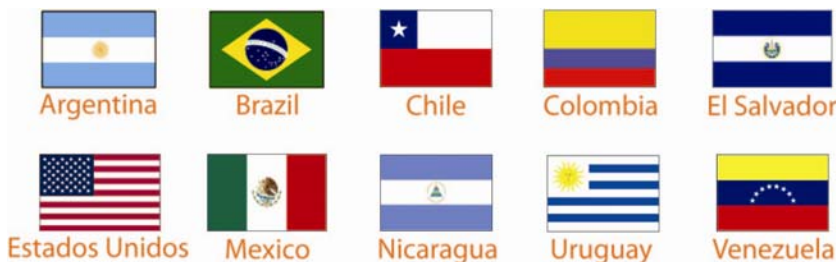 Argentina Brazil Chile Colombia El Salvador
Estados Unidos Mexico Nicaragua Uruguay Venezuela